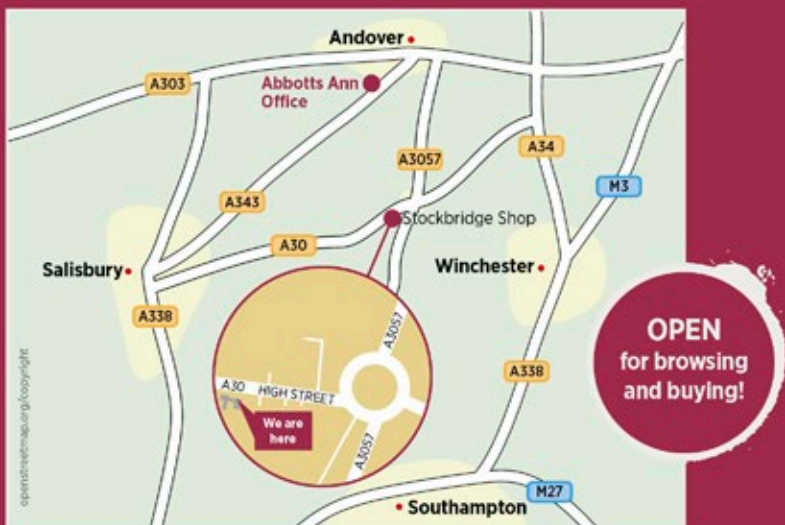 Andover
A303
Abbotts Ann
Office
A3057
A34
M3
A343
Stockbridge Shop
A30
Salisbury
Winchester
A338
A3057
A30 HIGH STREET
We are
here
A3057
A338
OPEN
for browsing
and buying!
M27
Southampton
openstreetmap.org/copyright